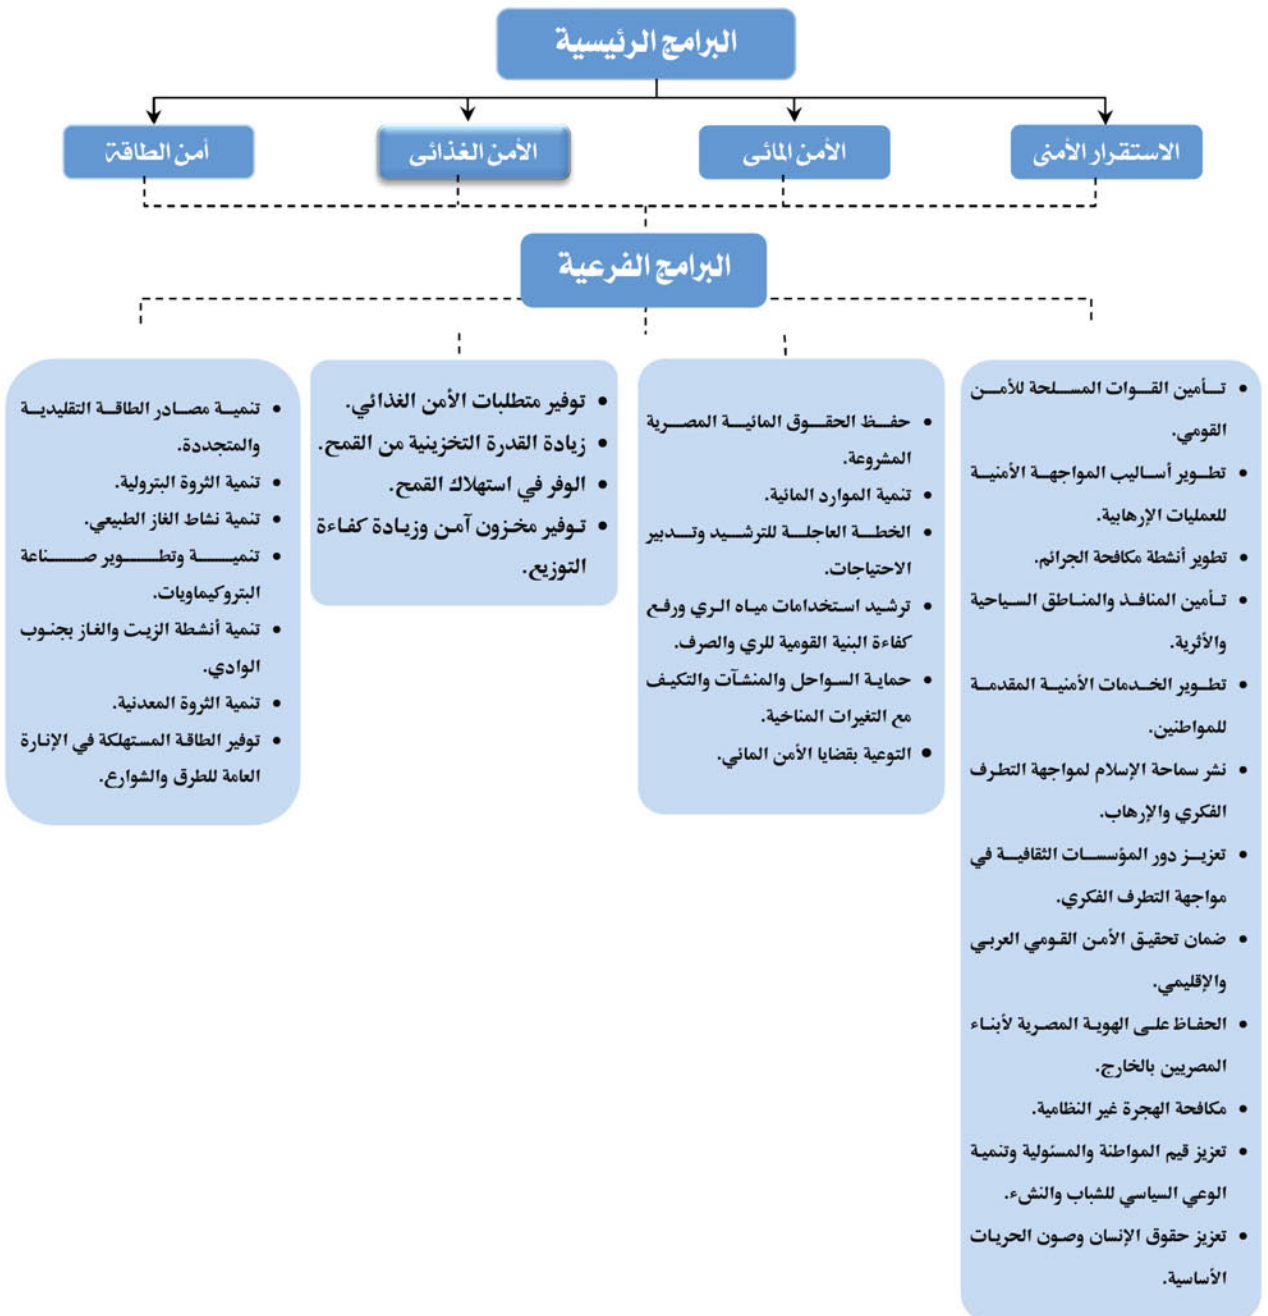 البرامج الرئيسية
الاستقرار الأمنى
الأمن المائى
الأمن الغذائى
أمن الطاقة
البرامج الفرعية
• تأمين القوات المسلحة للأمن
القومي.
• تطوير أساليب المواجهة الأمنية
للعمليات الإرهابية.
• تطوير أنشطة مكافحة الجرائم.
• تأمين المنافذ والمناطق السياحية
والأثرية.
• تطوير الخدمات الأمنية المقدمة
للمواطنين.
• نشر سماحة الإسلام لمواجهة التطرف
الفكري والإرهاب.
• تعزيز دور المؤسسات الثقافية في
مواجهة التطرف الفكري.
• ضمان تحقيق الأمن القومي العربي
والإقليمي.
• الحفاظ على الهوية المصرية لأبناء
المصريين بالخارج.
• مكافحة الهجرة غير النظامية.
• تعزيز قيم المواطنة والمسئولية وتنمية
الوعي السياسي للشباب والنشء.
• تعزيز حقوق الإنسان وصون الحريات
الأساسية.
• حفظ الحقوق المائية المصرية
المشروعة.
• تنمية الموارد المائية.
• الخطة العاجلة للترشيد وتدبير
الاحتياجات.
• ترشيد استخدامات مياه الري ورفع
كفاءة البنية القومية للري والصرف.
• حماية السواحل والمنشآت والتكيف
مع التغيرات المناخية.
• التوعية بقضايا الأمن المائي.
• توفير متطلبات الأمن الغذائي.
• زيادة القدرة التخزينية من القمح.
• الوفر في استهلاك القمح.
• توفير مخزون آمن وزيادة كفاءة
التوزيع.
• تنمية مصادر الطاقة التقليدية
والمتجددة.
• تنمية الثروة البترولية.
• تنمية نشاط الغاز الطبيعي.
• تنمية وتطوير صناعة
البتروكيماويات.
• تنمية أنشطة الزيت والغاز بجنوب
الوادي.
• تنمية الثروة المعدنية.
• توفير الطاقة المستهلكة في الإنارة
العامة للطرق والشوارع.